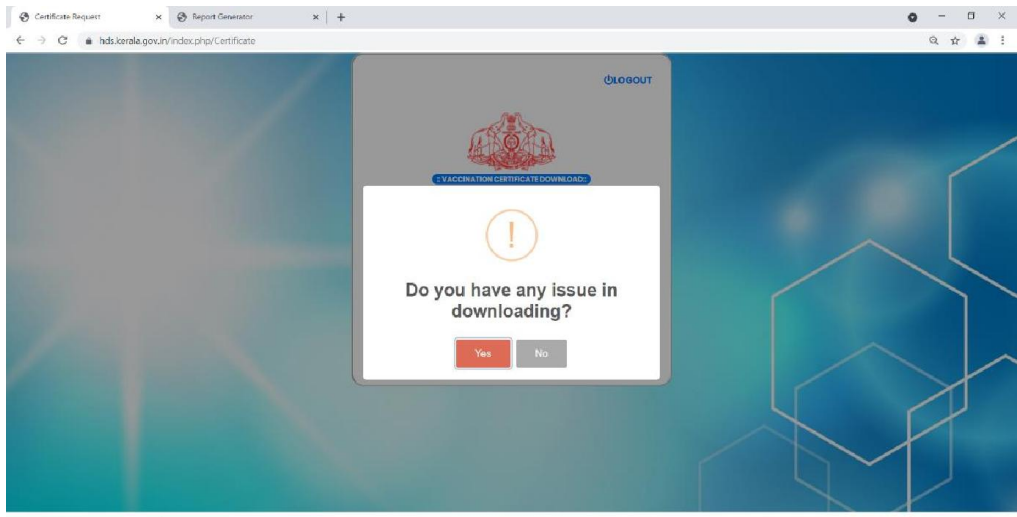 Certificate Request
Report Generator
hds.kerala.gov.in/index.php/Certificate
LOGOUT
:: VACCINATION CERTIFICATE DOWNLOAD::
Do you have any issue in
downloading?
Yes No